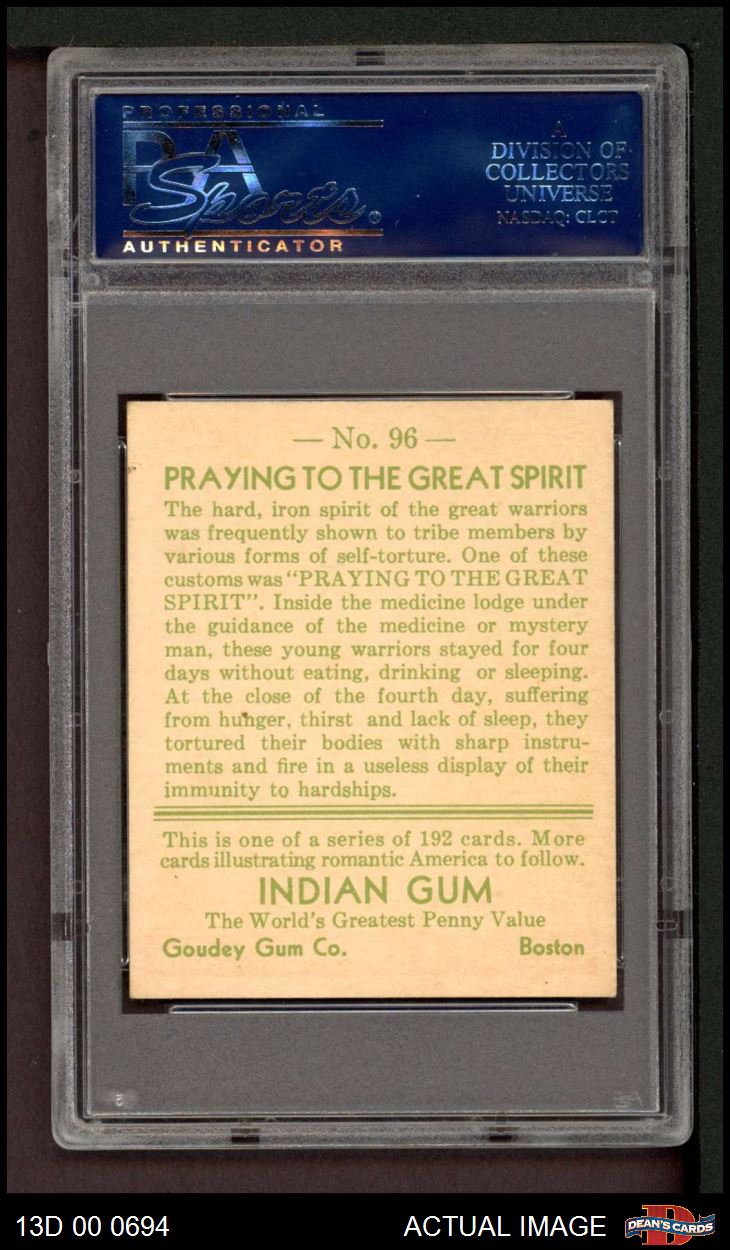 PROFESSIONAL
PSA
Sports®
AUTHENTICATOR
A
DIVISION OF
COLLECTORS
UNIVERSE
NASDAQ: CLCT
— No. 96 —
PRAYING TO THE GREAT SPIRIT
The hard, iron spirit of the great warriors
was frequently shown to tribe members by
various forms of self-torture. One of these
customs was "PRAYING TO THE GREAT
SPIRIT". Inside the medicine lodge under
the guidance of the medicine or mystery
man, these young warriors stayed for four
days without eating, drinking or sleeping.
At the close of the fourth day, suffering
from hunger, thirst and lack of sleep, they
tortured their bodies with sharp instru-
ments and fire in a useless display of their
immunity to hardships.
This is one of a series of 192 cards. More
cards illustrating romantic America to follow.
INDIAN GUM
The World's Greatest Penny Value
Goudey Gum Co. Boston
13D 00 0694 ACTUAL IMAGE DEAN'S CARDS